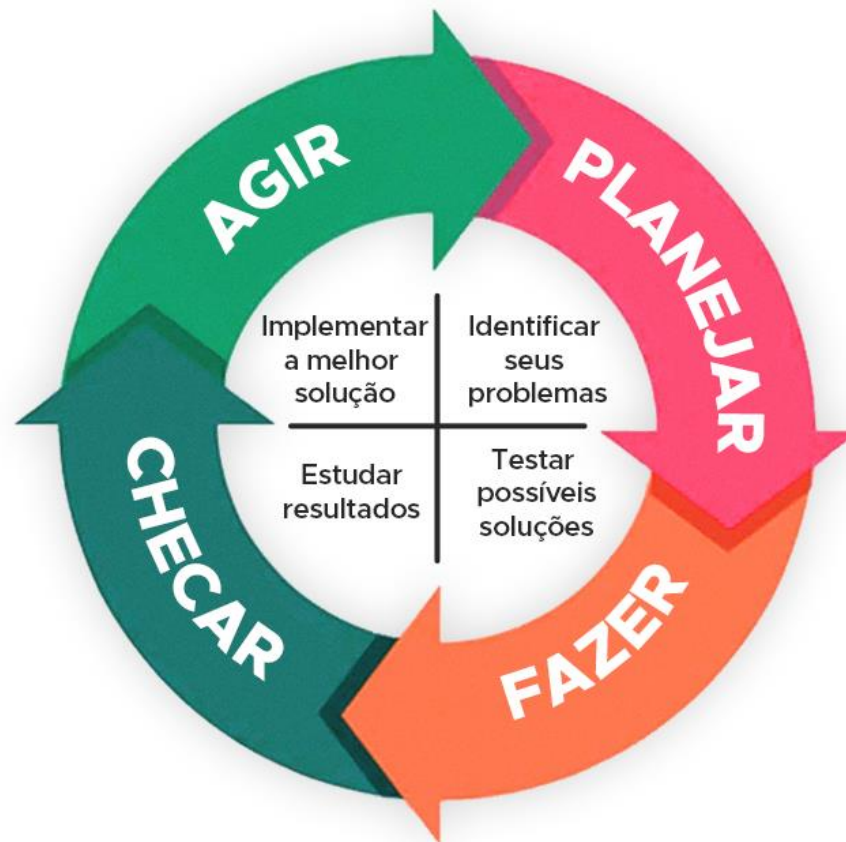 AGIR
PLANEJAR
Implementar
a melhor
solução
Identificar
seus
problemas
Estudar
resultados
Testar
possíveis
soluções
CHECAR
FAZER